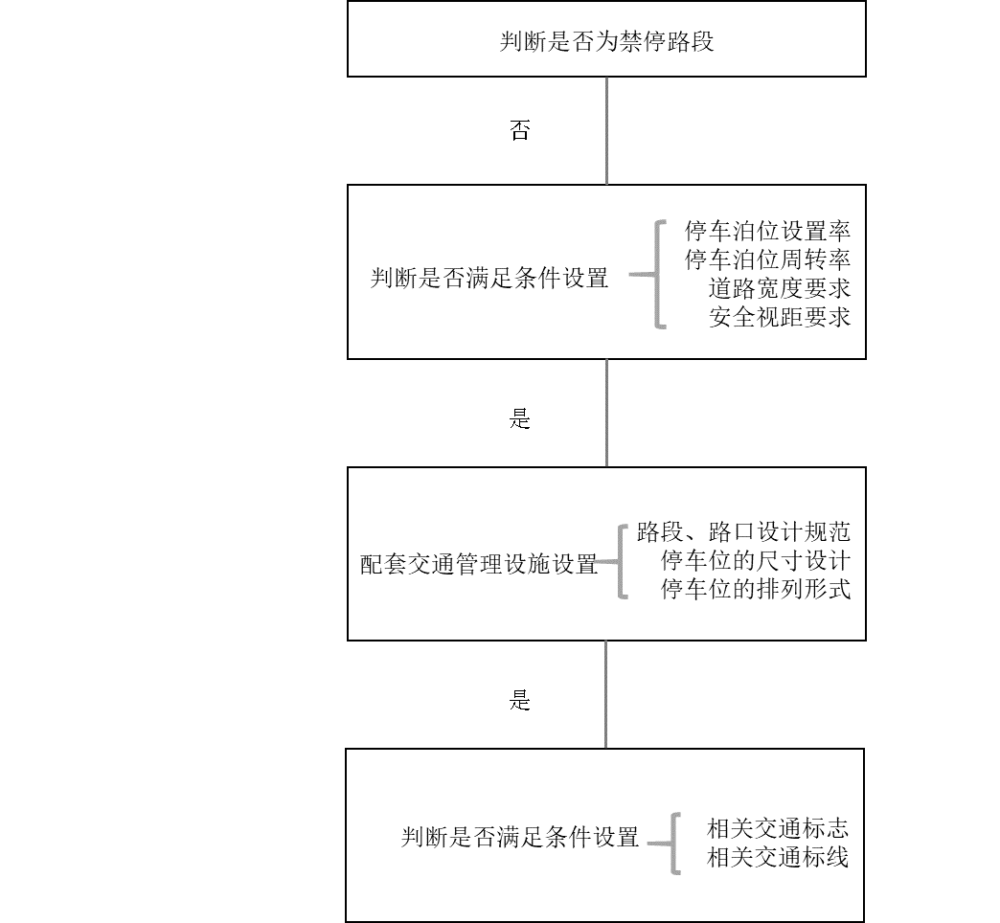 判断是否为禁停路段
否
判断是否满足条件设置
停车泊位设置率
停车泊位周转率
道路宽度要求
安全视距要求
是
配套交通管理设施设置
路段、路口设计规范
停车位的尺寸设计
停车位的排列形式
是
判断是否满足条件设置
相关交通标志
相关交通标线